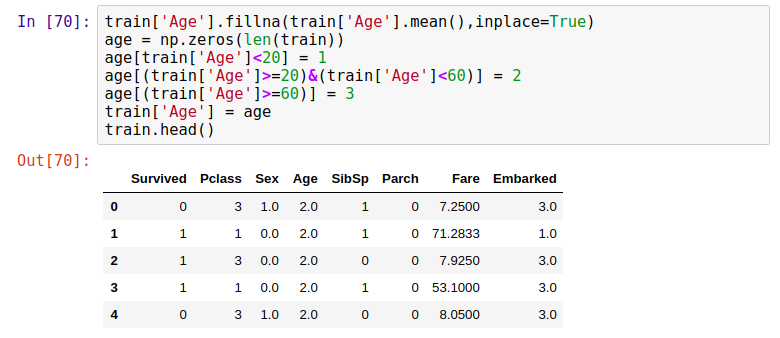 In [70]: train['Age'].fillna(train['Age'].mean(),inplace=True)
age = np.zeros(len(train))
age[train['Age']<20] = 1
age[(train['Age']>=20)&(train['Age']<60)] = 2
age[(train['Age']>=60)] = 3
train['Age'] = age
train.head()
Out[70]:
Survived Pclass Sex Age SibSp Parch Fare Embarked
0 0 3 1.0 2.0 1 0 7.2500 3.0
1 1 1 0.0 2.0 1 0 71.2833 1.0
2 1 3 0.0 2.0 0 0 7.9250 3.0
3 1 1 0.0 2.0 1 0 53.1000 3.0
4 0 3 1.0 2.0 0 0 8.0500 3.0